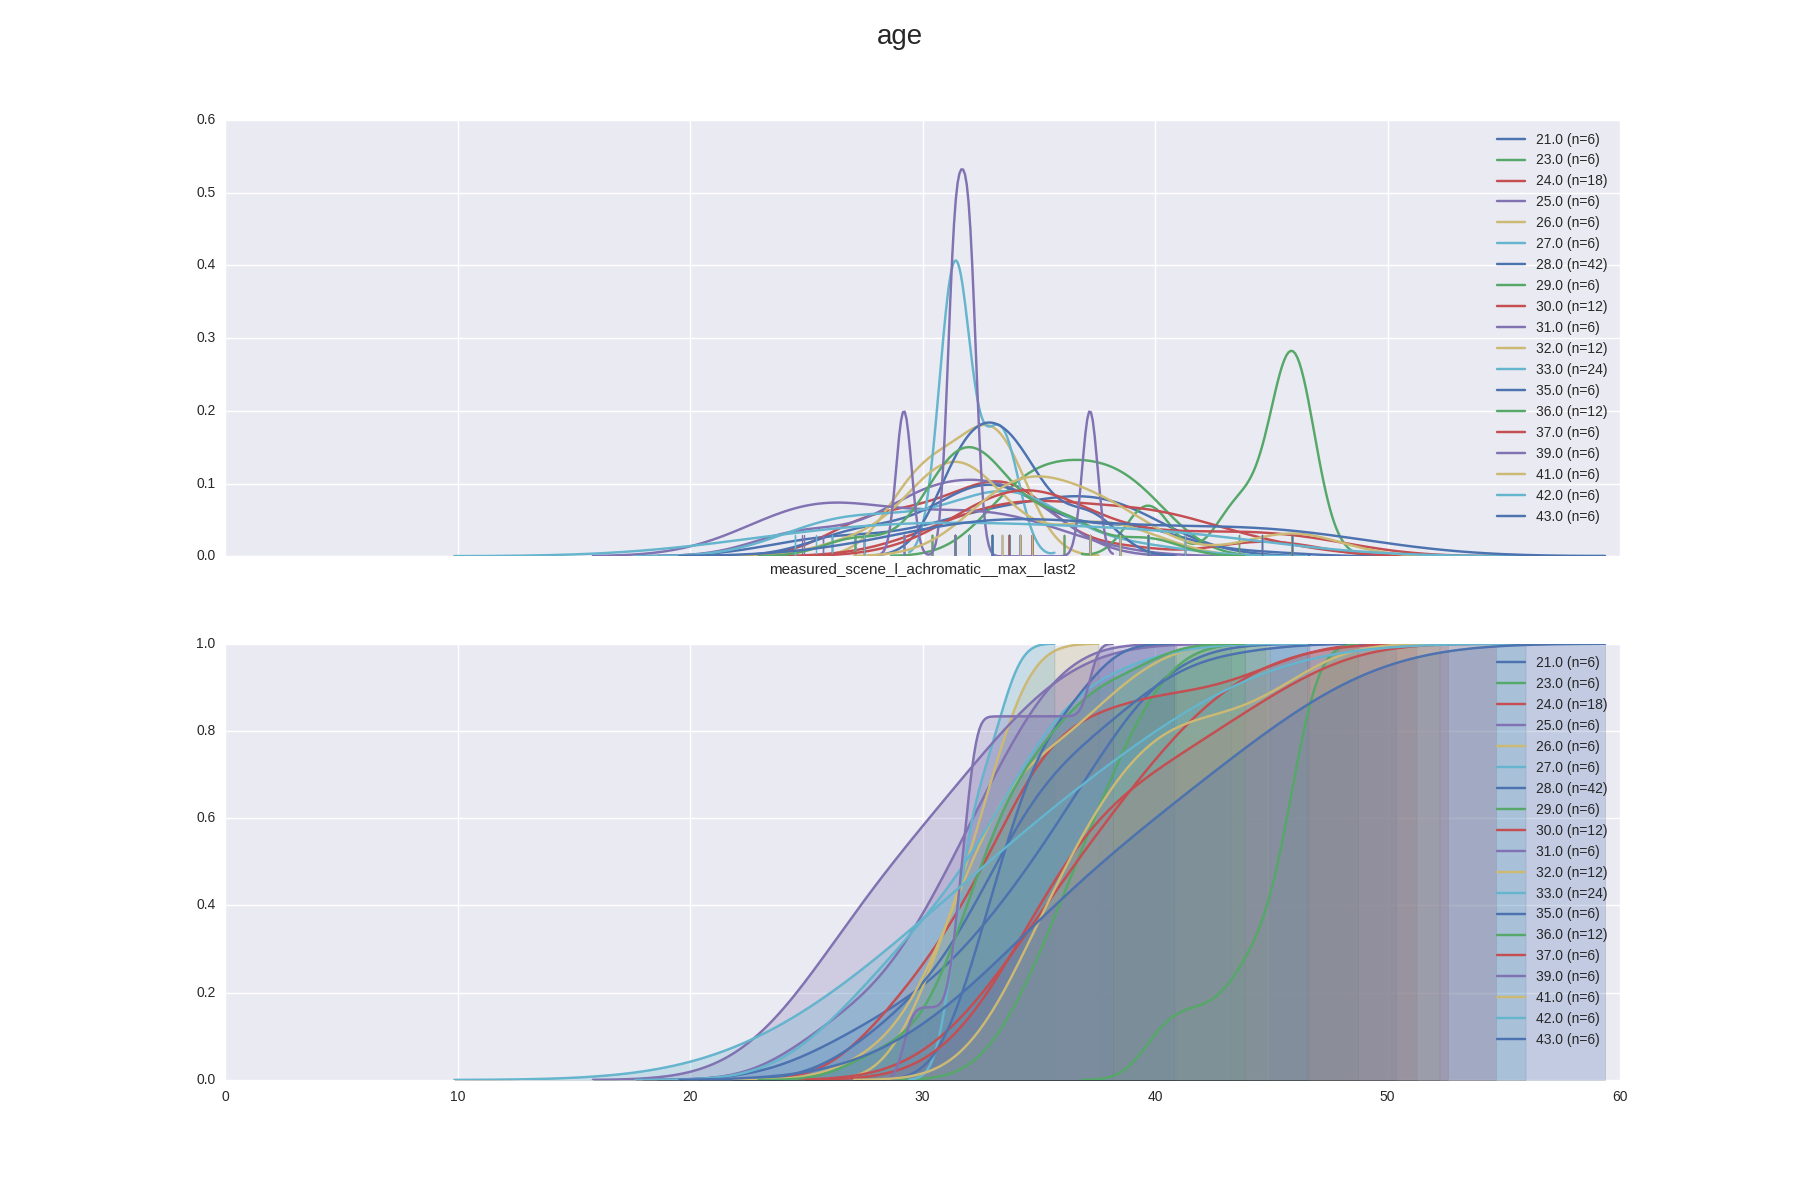 age
0.6
0.5
0.4
0.3
0.2
0.1
0.0
21.0 (n=6)
23.0 (n=6)
24.0 (n=18)
25.0 (n=6)
26.0 (n=6)
27.0 (n=6)
28.0 (n=42)
29.0 (n=6)
30.0 (n=12)
31.0 (n=6)
32.0 (n=12)
33.0 (n=24)
35.0 (n=6)
36.0 (n=12)
37.0 (n=6)
39.0 (n=6)
41.0 (n=6)
42.0 (n=6)
43.0 (n=6)
measured_scene_l_achromatic__max__last2
1.0
0.8
0.6
0.4
0.2
0.0
21.0 (n=6)
23.0 (n=6)
24.0 (n=18)
25.0 (n=6)
26.0 (n=6)
27.0 (n=6)
28.0 (n=42)
29.0 (n=6)
30.0 (n=12)
31.0 (n=6)
32.0 (n=12)
33.0 (n=24)
35.0 (n=6)
36.0 (n=12)
37.0 (n=6)
39.0 (n=6)
41.0 (n=6)
42.0 (n=6)
43.0 (n=6)
0 10 20 30 40 50 60